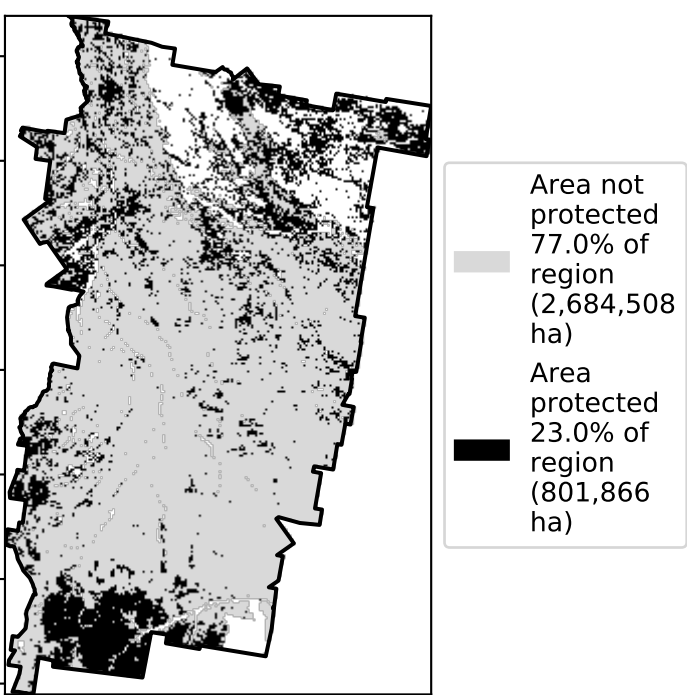 Area not
protected
77.0% of
region
(2,684,508
ha)
Area
protected
23.0% of
region
(801,866
ha)